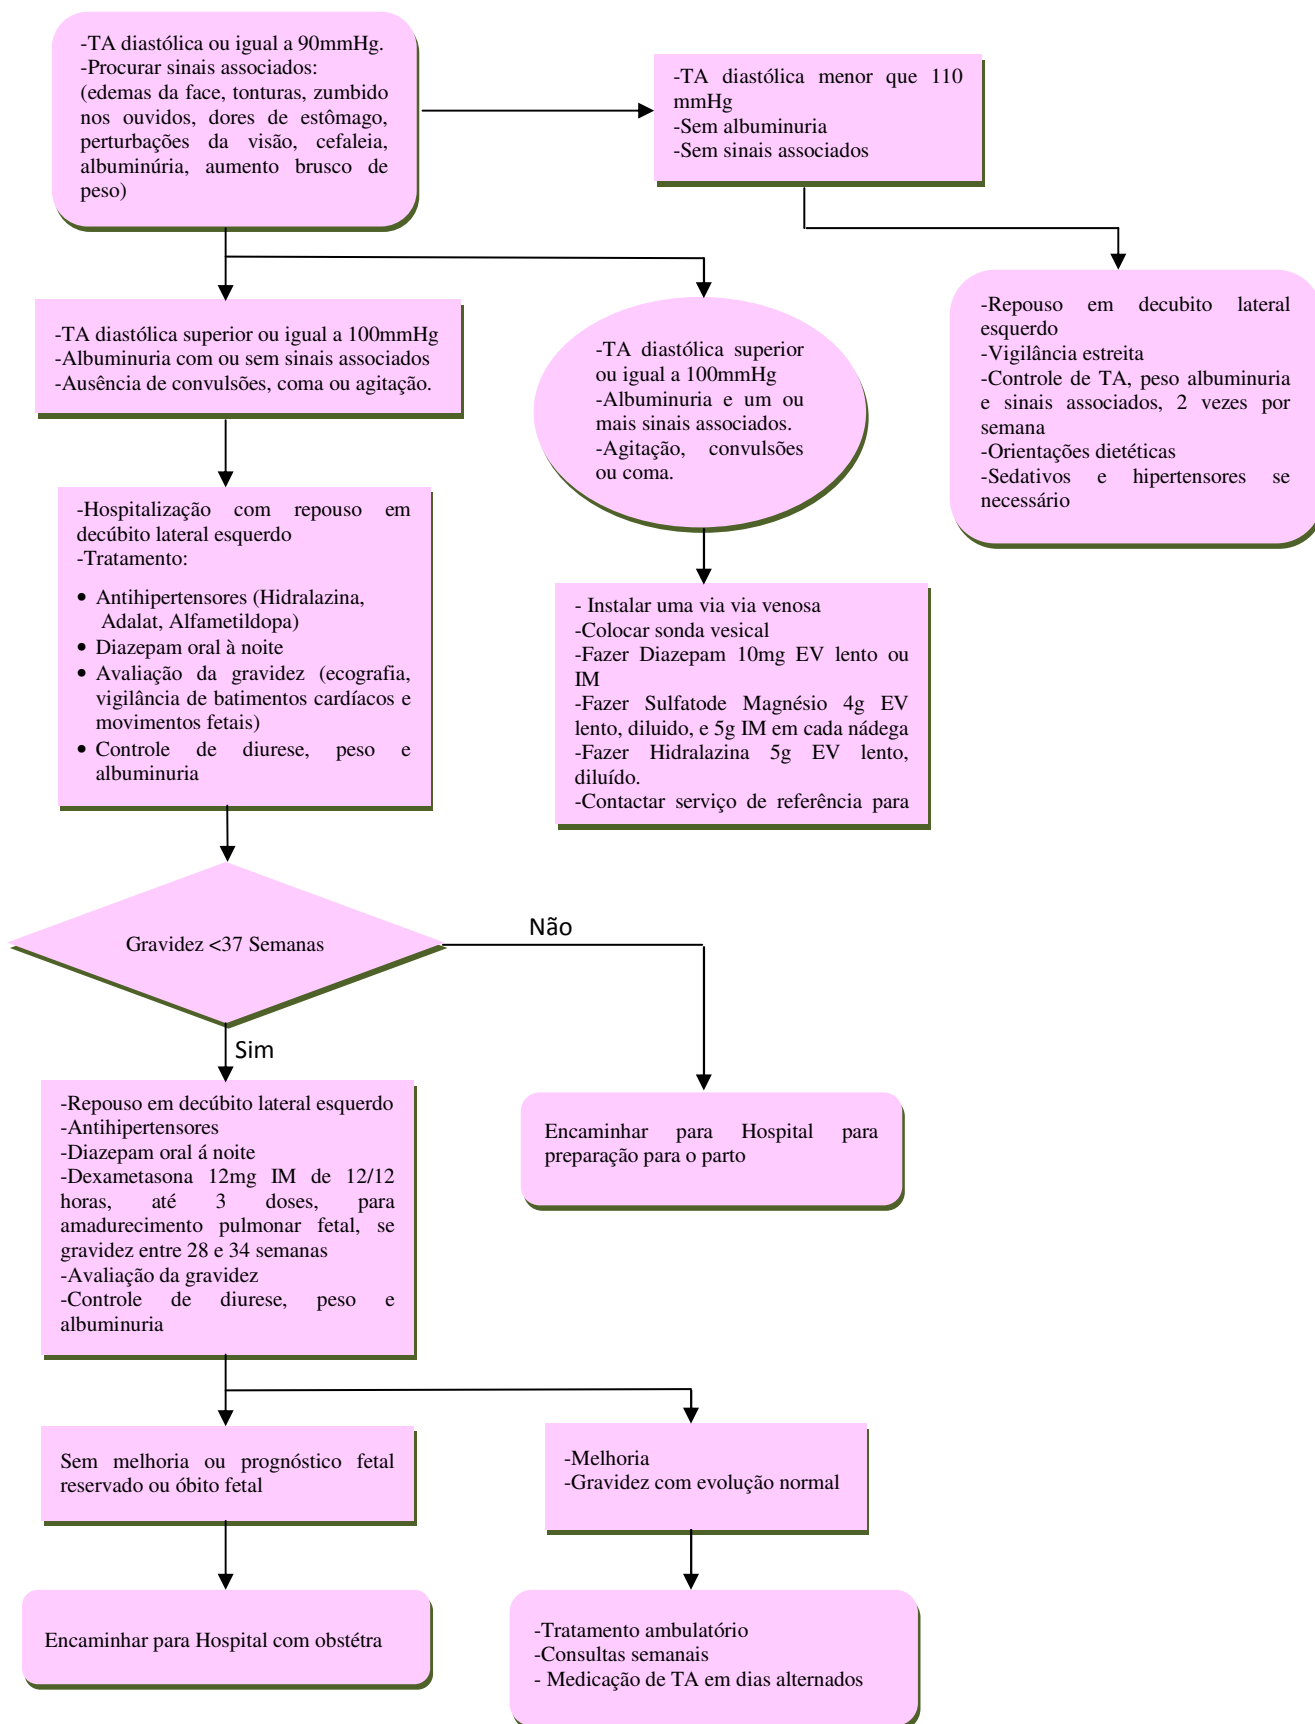 -TA diastólica ou igual a 90mmHg.
-Procurar sinais associados:
(edemas da face, tonturas, zumbido
nos ouvidos, dores de estômago,
perturbações da visão, cefaleia,
albuminúria, aumento brusco de
peso)
-TA diastólica menor que 110
mmHg
-Sem albuminuria
-Sem sinais associados
-Repouso em decubito lateral
esquerdo
-Vigilância estreita
-Controle de TA, peso albuminuria
e sinais associados, 2 vezes por
semana
-Orientações dietéticas
-Sedativos e hipertensores se
necessário
-TA diastólica superior ou igual a 100mmHg
-Albuminuria com ou sem sinais associados
-Ausência de convulsões, coma ou agitação.
-TA diastólica superior
ou igual a 100mmHg
-Albuminuria e um ou
mais sinais associados.
-Agitação, convulsões
ou coma.
-Hospitalização com repouso em
decúbito lateral esquerdo
-Tratamento:
• Antihipertensores (Hidralazina,
Adalat, Alfametildopa)
• Diazepam oral à noite
• Avaliação da gravidez (ecografia,
vigilância de batimentos cardíacos e
movimentos fetais)
• Controle de diurese, peso e
albuminuria
- Instalar uma via via venosa
-Colocar sonda vesical
-Fazer Diazepam 10mg EV lento ou
IM
-Fazer Sulfatode Magnésio 4g EV
lento, diluido, e 5g IM em cada nádega
-Fazer Hidralazina 5g EV lento,
diluído.
-Contactar serviço de referência para
Gravidez <37 Semanas
Não
Sim
-Repouso em decúbito lateral esquerdo
-Antihipertensores
-Diazepam oral á noite
-Dexametasona 12mg IM de 12/12
horas, até 3 doses, para
amadurecimento pulmonar fetal, se
gravidez entre 28 e 34 semanas
-Avaliação da gravidez
-Controle de diurese, peso e
albuminuria
Encaminhar para Hospital para
preparação para o parto
Sem melhoria ou prognóstico fetal
reservado ou óbito fetal
-Melhoria
-Gravidez com evolução normal
Encaminhar para Hospital com obstétra
-Tratamento ambulatório
-Consultas semanais
- Medicação de TA em dias alternados